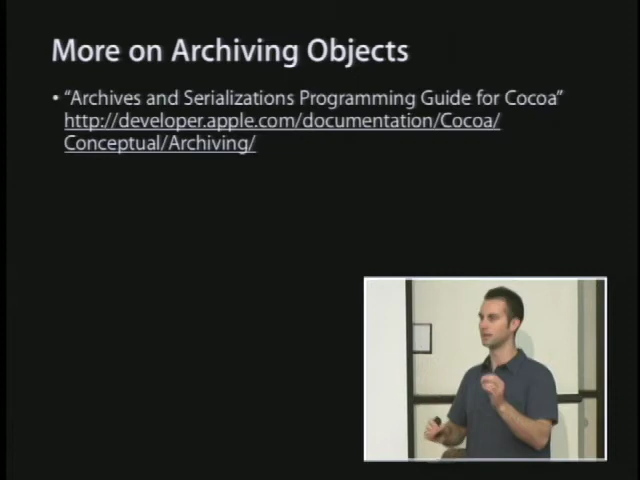 More on Archiving Objects
• “Archives and Serializations Programming Guide for Cocoa”
http://developer.apple.com/documentation/Cocoa/
Conceptual/Archiving/